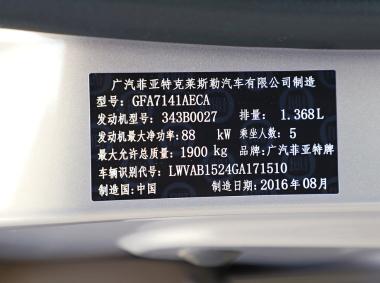 广汽菲亚特克莱斯勒汽车有限公司制造
型号：GFA7141AECA
发动机型号：343B0027 排量：1.368L
发动机最大净功率：88 kW 乘坐人数：5
最大允许总质量：1900 kg 品牌：广汽菲亚特牌
车辆识别代号：LWVAB1524GA171510
制造国：中国 制造日期：2016年08月